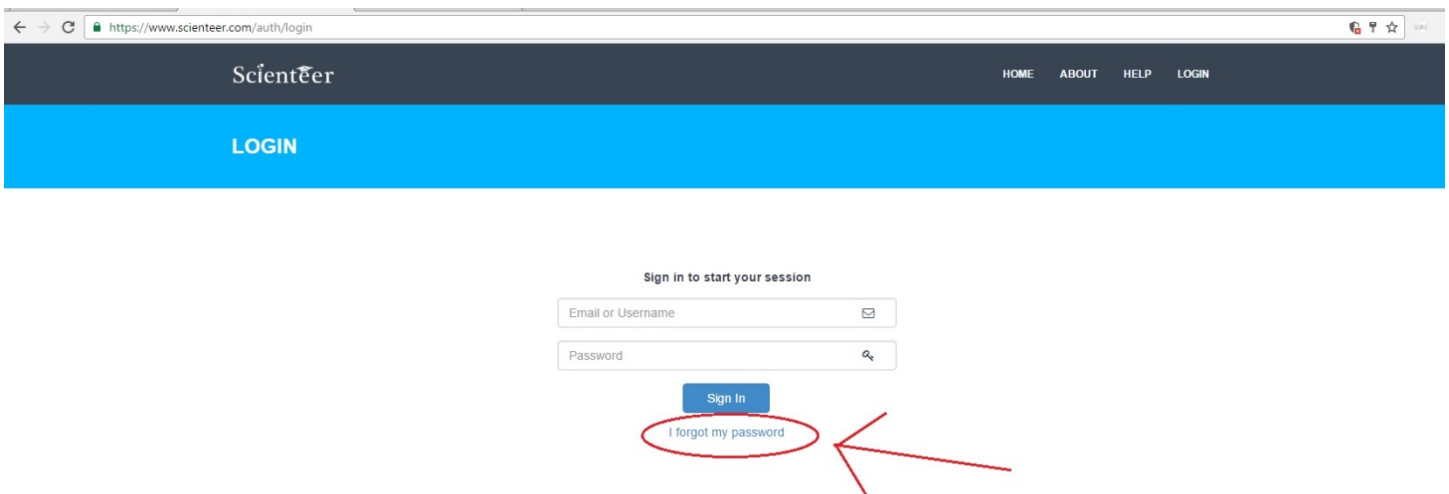 https://www.scienteer.com/auth/login
Scienteer HOME ABOUT HELP LOGIN
LOGIN
Sign in to start your session
Email or Username
Password
Sign In
I forgot my password